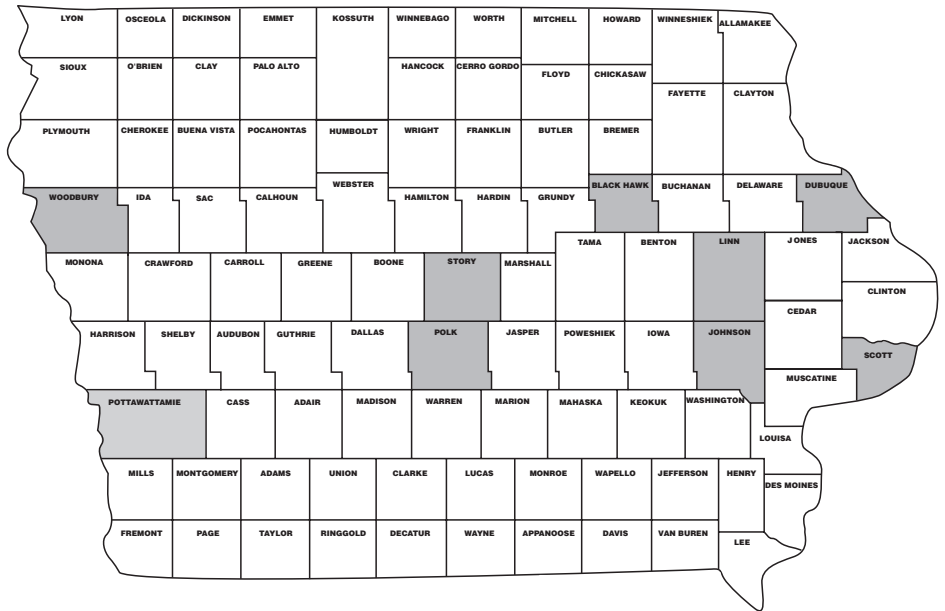 LYON OSCEOLA DICKINSON EMMET KOSSUTH WINNEBAGO WORTH MITCHELL HOWARD WINNESHIEK ALLAMAKEE
SIOUX O'BRIEN CLAY PALO ALTO HANCOCK CERRO GORDO FLOYD CHICKASAW
FAYETTE CLAYTON
PLYMOUTH CHEROKEE BUENA VISTA POCAHONTAS HUMBOLDT WRIGHT FRANKLIN BUTLER BREMER
WEBSTER BLACK HAWK BUCHANAN DELAWARE DUBUQUE
WOODBURY IDA SAC CALHOUN HAMILTON HARDIN GRUNDY
TAMA BENTON LINN JONES JACKSON
MONONA CRAWFORD CARROLL GREENE BOONE STORY MARSHALL
CLINTON
CEDAR
HARRISON SHELBY AUDUBON GUTHRIE DALLAS POLK JASPER POWESHIEK IOWA JOHNSON
SCOTT
MUSCATINE
POTTAWATTAMIE CASS ADAIR MADISON WARREN MARION MAHASKA KEOKUK WASHINGTON
LOUISA
MILLS MONTGOMERY ADAMS UNION CLARKE LUCAS MONROE WAPELLO JEFFERSON HENRY
DES MOINES
FREMONT PAGE TAYLOR RINGGOLD DECATUR WAYNE APPANOOSE DAVIS VAN BUREN
LEE